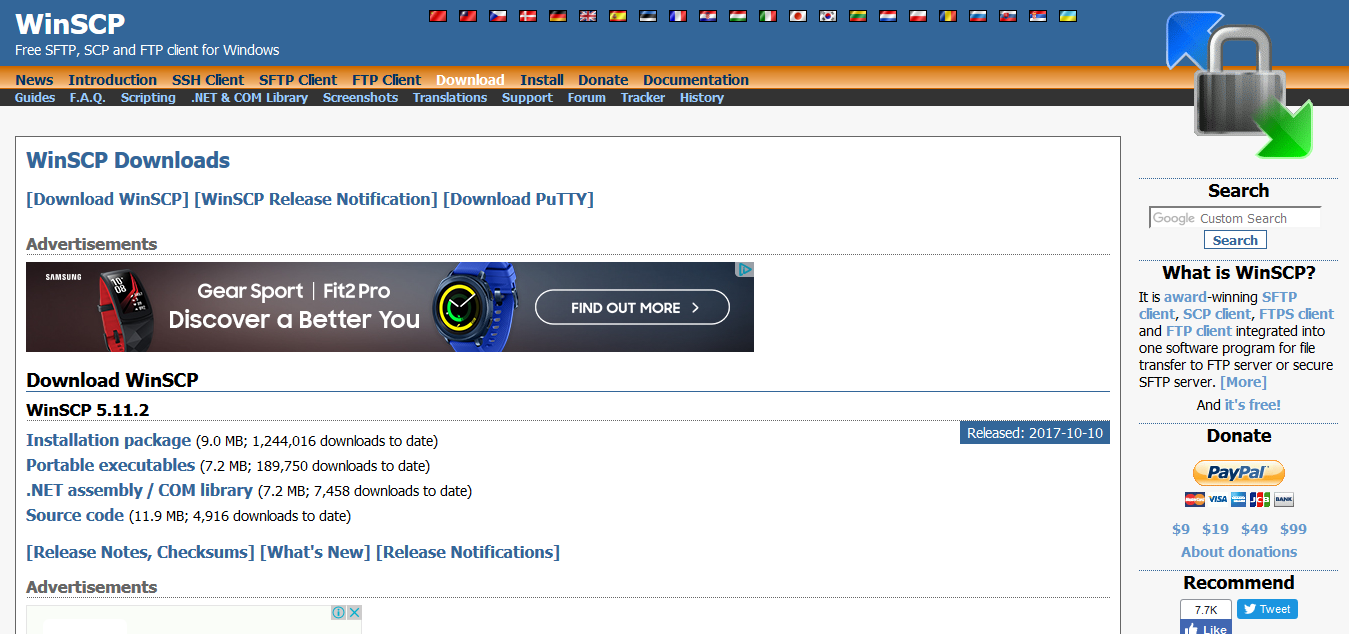 WinSCP
Free SFTP, SCP and FTP client for Windows
News Introduction SSH Client SFTP Client FTP Client Download Install Donate Documentation
Guides F.A.Q. Scripting .NET & COM Library Screenshots Translations Support Forum Tracker History
WinSCP Downloads
[Download WinSCP] [WinSCP Release Notification] [Download PuTTY]
Advertisements
SAMSUNG
Gear Sport | Fit2 Pro
Discover a Better You
FIND OUT MORE >
Download WinSCP
WinSCP 5.11.2
Released: 2017-10-10
Installation package (9.0 MB; 1,244,016 downloads to date)
Portable executables (7.2 MB; 189,750 downloads to date)
.NET assembly / COM library (7.2 MB; 7,458 downloads to date)
Source code (11.9 MB; 4,916 downloads to date)
[Release Notes, Checksums] [What's New] [Release Notifications]
Advertisements
Search
Google Custom Search
Search
What is WinSCP?
It is award-winning SFTP
client, SCP client, FTPS client
and FTP client integrated into
one software program for file
transfer to FTP server or secure
SFTP server. [More]
And it's free!
Donate
PayPal
MasterCard VISA JCB BANK
$9 $19 $49 $99
About donations
Recommend
7.7K
Tweet
Like